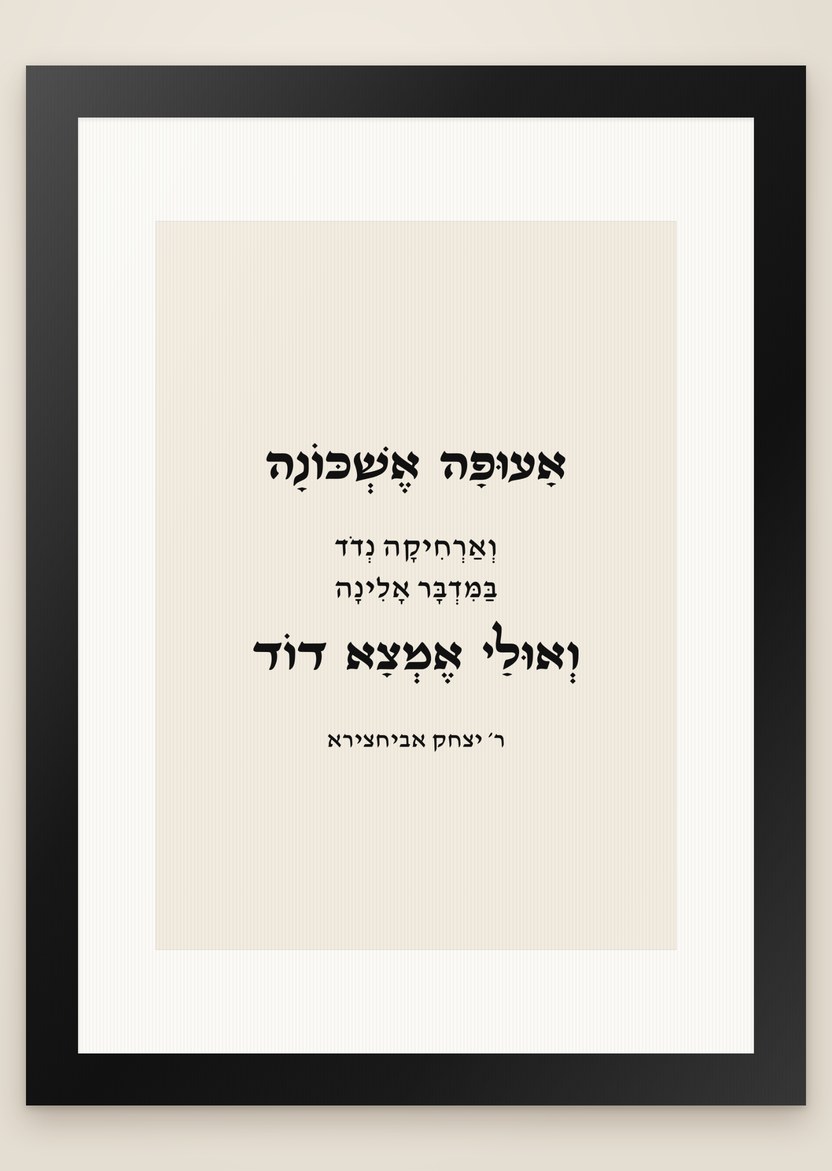 אָעוּפָה אֶשְׁכּוֹנָה
וְאַרְחִיקָה נְדֹד
בַּמִּדְבָּר אָלִינָה
וְאוּלַי אֶמְצָא דוֹד
ר׳ יצחק אביחצירא